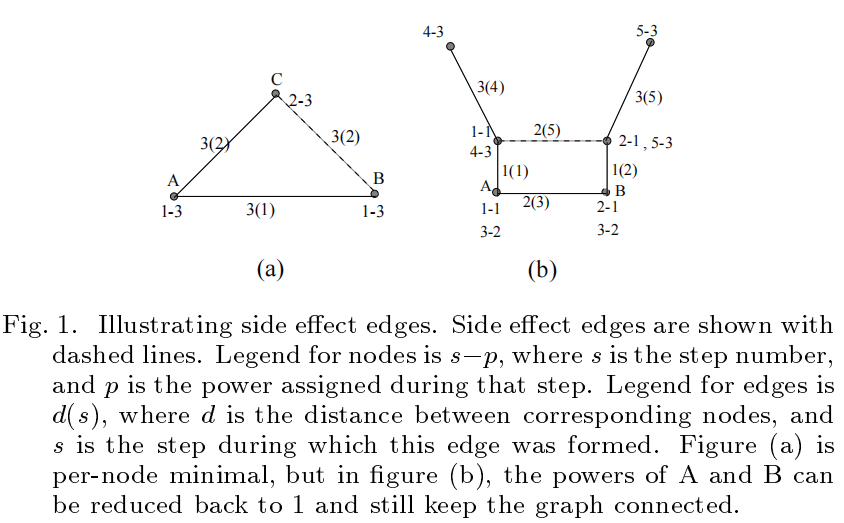 C
2-3
3(2)
3(2)
A
B
1-3
3(1)
1-3
(a)
4-3
5-3
3(4)
3(5)
1-1
2(5)
2-1 , 5-3
4-3
1(1)
1(2)
A
B
1-1
2(3)
2-1
3-2
3-2
(b)
Fig. 1. Illustrating side effect edges. Side effect edges are shown with
dashed lines. Legend for nodes is s−p, where s is the step number,
and p is the power assigned during that step. Legend for edges is
d(s), where d is the distance between corresponding nodes, and
s is the step during which this edge was formed. Figure (a) is
per-node minimal, but in figure (b), the powers of A and B can
be reduced back to 1 and still keep the graph connected.